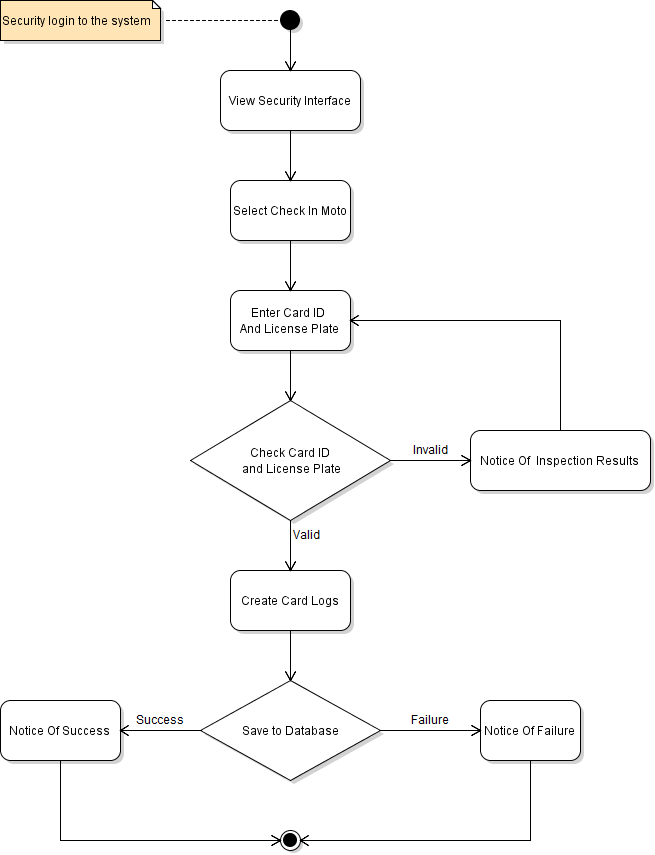 Security login to the system
View Security Interface
Select Check In Moto
Enter Card ID
And License Plate
Check Card ID
and License Plate
Invalid
Notice Of Inspection Results
Valid
Create Card Logs
Notice Of Success
Success
Save to Database
Failure
Notice Of Failure